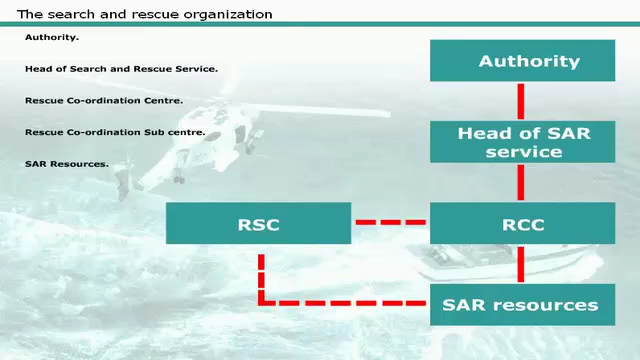 The search and rescue organization
Authority.
Head of Search and Rescue Service.
Rescue Co-ordination Centre.
Rescue Co-ordination Sub centre.
SAR Resources.
Authority
Head of SAR
service
RSC
RCC
SAR resources